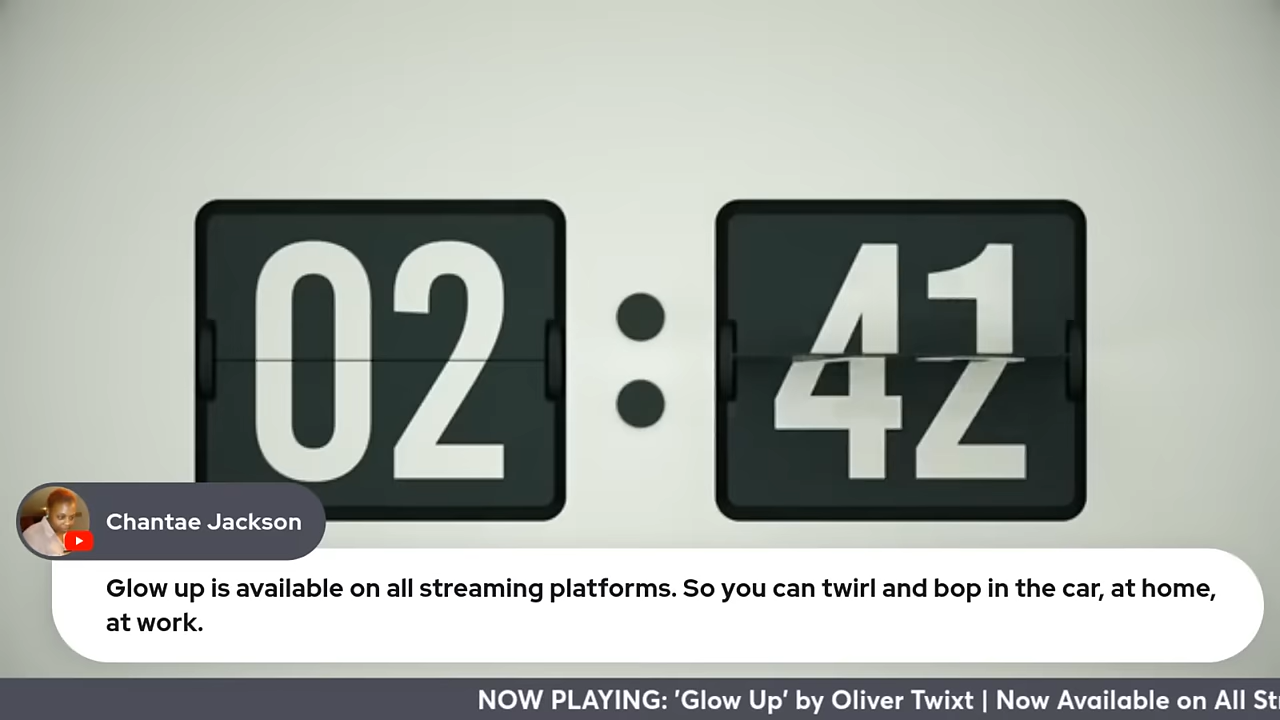 02 : 42
Chantae Jackson
Glow up is available on all streaming platforms. So you can twirl and bop in the car, at home,
at work.
NOW PLAYING: 'Glow Up' by Oliver Twixt | Now Available on All